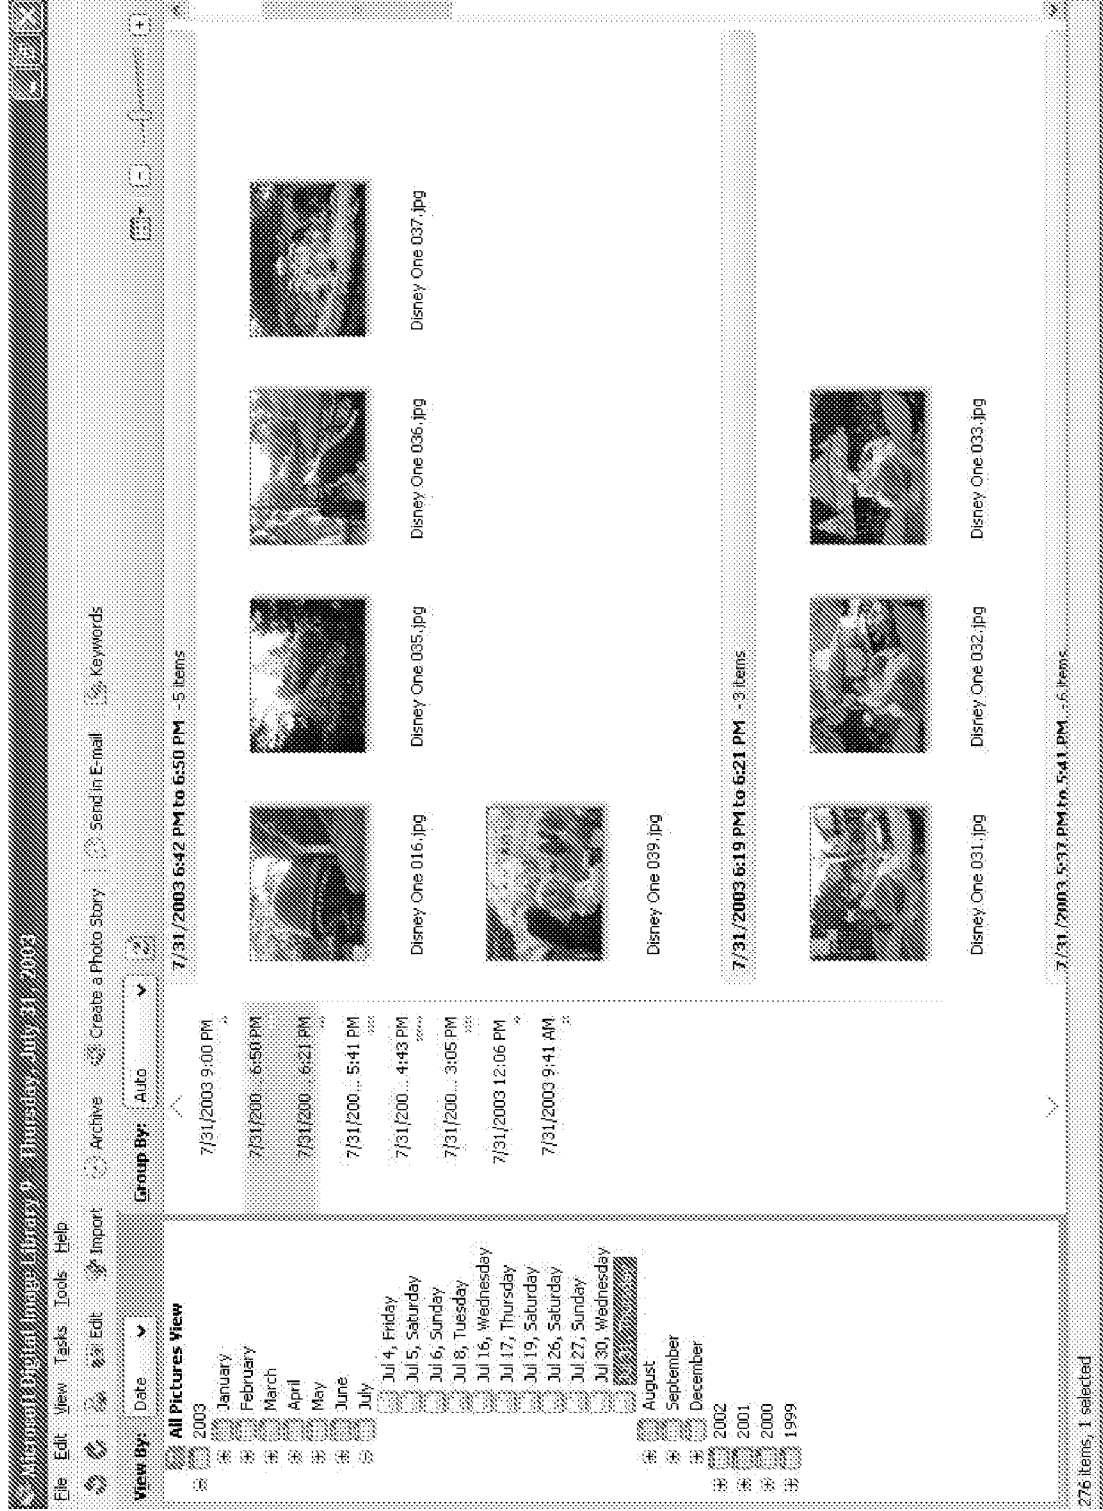 Microsoft Digital Image Library 9 - Thursday, July 31, 2003
File Edit View Tasks Tools Help
Edit Import Archive Create a Photo Story Send in E-mail Keywords
View By: Date Group By: Auto
All Pictures View
2003
January
February
March
April
May
June
July
Jul 4, Friday
Jul 5, Saturday
Jul 6, Sunday
Jul 8, Tuesday
Jul 16, Wednesday
Jul 17, Thursday
Jul 19, Saturday
Jul 26, Saturday
Jul 27, Sunday
Jul 30, Wednesday
August
September
December
2002
2001
2000
1999
7/31/2003 9:00 PM
7/31/200... 6:50 PM
7/31/200... 6:21 PM
7/31/200... 5:41 PM
7/31/200... 4:43 PM
7/31/200... 3:05 PM
7/31/2003 12:06 PM
7/31/2003 9:41 AM
7/31/2003 6:42 PM to 6:50 PM - 5 items
Disney One 016.jpg Disney One 035.jpg Disney One 036.jpg Disney One 037.jpg
Disney One 039.jpg
7/31/2003 6:19 PM to 6:21 PM - 3 items
Disney One 031.jpg Disney One 032.jpg Disney One 033.jpg
7/31/2003 5:37 PM to 5:41 PM - 6 items
276 items, 1 selected